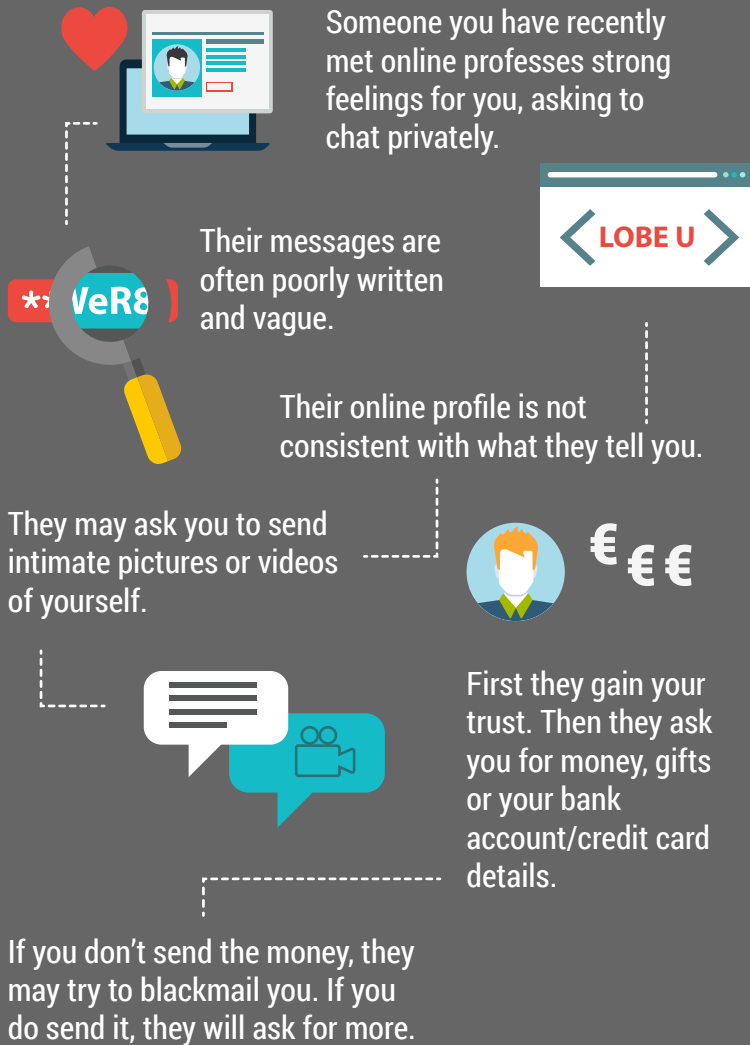 Someone you have recently
met online professes strong
feelings for you, asking to
chat privately.
LOBE U
Their messages are
often poorly written
and vague.
** VeR8
Their online profile is not
consistent with what they tell you.
They may ask you to send
intimate pictures or videos
of yourself.
€ € €
First they gain your
trust. Then they ask
you for money, gifts
or your bank
account/credit card
details.
If you don’t send the money, they
may try to blackmail you. If you
do send it, they will ask for more.